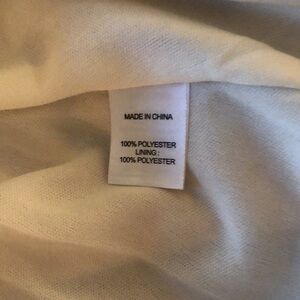 MADE IN CHINA
100% POLYESTER
LINING :
100% POLYESTER